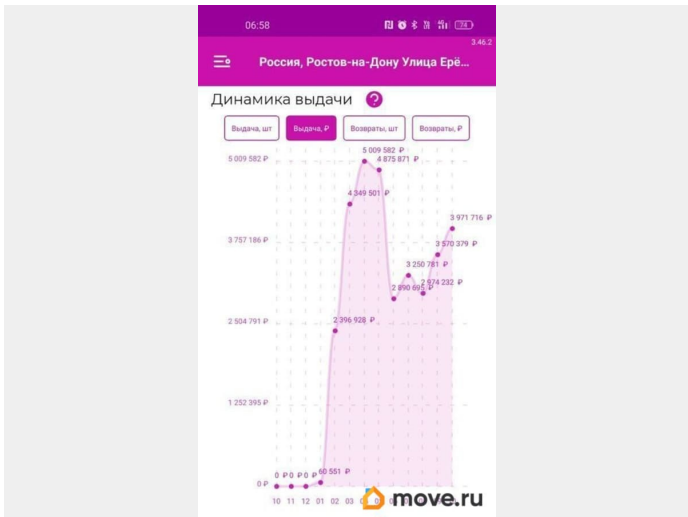 06:58
3.46.2
Россия, Ростов-на-Дону Улица Ерё...
Динамика выдачи ?
Выдача, шт Выдача, ₽ Возвраты, шт Возвраты, ₽
5 009 582 ₽
5 009 582 ₽
4 875 871 ₽
4 349 501 ₽
3 971 716 ₽
3 757 186 ₽
3 570 379 ₽
3 250 781 ₽
2 974 232 ₽
2 890 695 ₽
2 504 791 ₽
2 396 928 ₽
1 252 395 ₽
60 551 ₽
0 ₽ 0 ₽ 0 ₽
0 ₽
10 11 12 01 02 03
move.ru